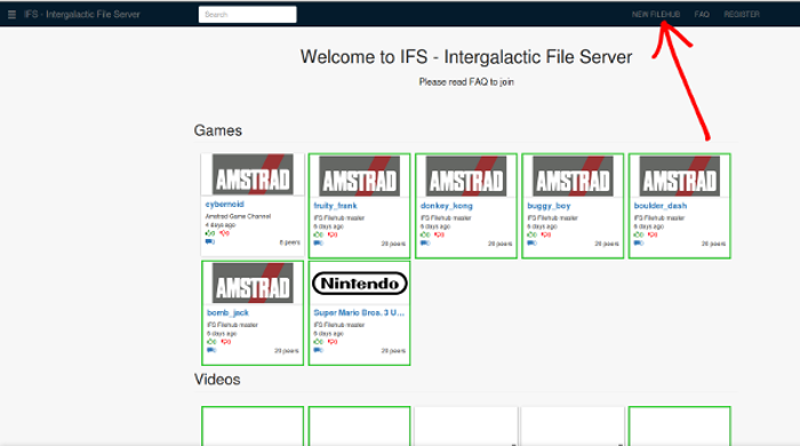 IFS - Intergalactic File Server
Search
NEW FILEHUB FAQ REGISTER
Welcome to IFS - Intergalactic File Server
Please read FAQ to join
Games
AMSTRAD AMSTRAD AMSTRAD AMSTRAD AMSTRAD
cybernoid fruity_frank donkey_kong buggy_boy boulder_dash
Amstrad Game Channel IFS Filehub master IFS Filehub master IFS Filehub master IFS Filehub master
4 days ago 6 days ago 6 days ago 6 days ago 6 days ago
0 0 0 0 0 0 0 0 0 0
6 peers 20 peers 20 peers 20 peers 20 peers
AMSTRAD Nintendo
bomb_jack Super Mario Bros. 3 U...
IFS Filehub master IFS Filehub master
6 days ago 6 days ago
0 0 0 0
20 peers 20 peers
Videos